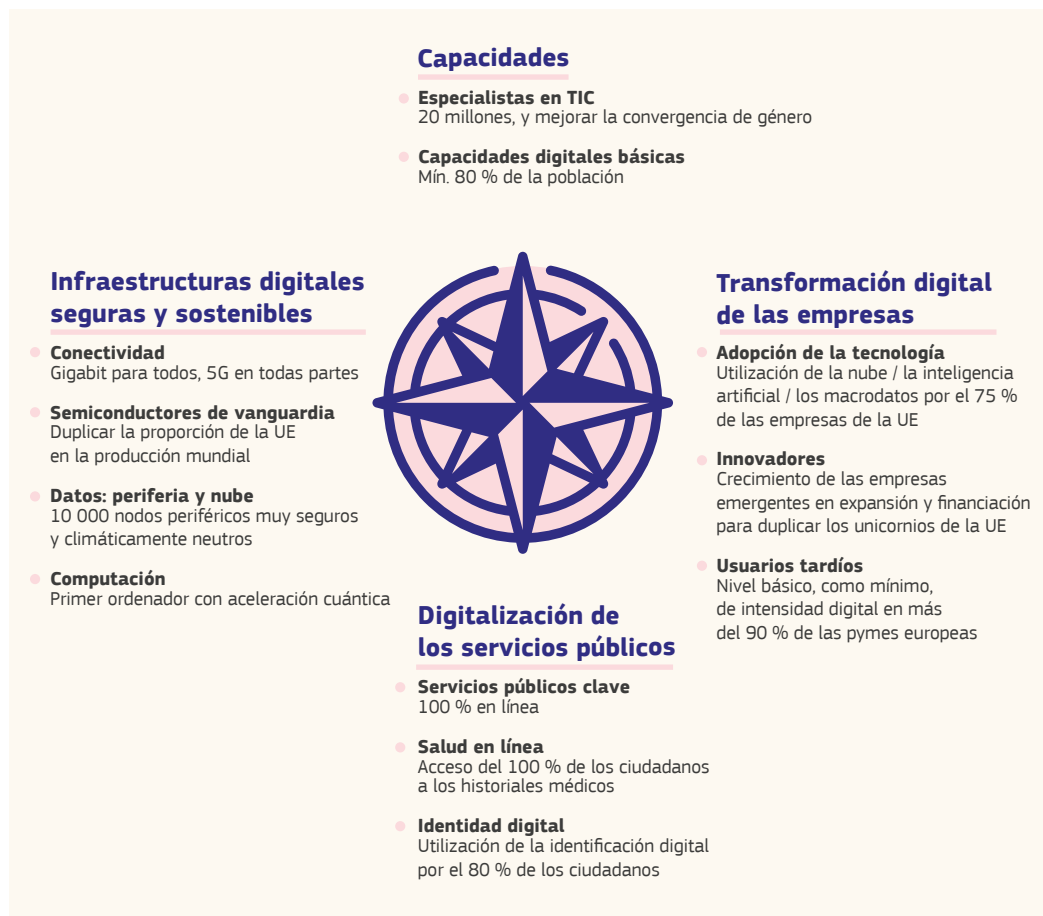 Capacidades
Especialistas en TIC
20 millones, y mejorar la convergencia de género
Capacidades digitales básicas
Mín. 80 % de la población
Infraestructuras digitales
seguras y sostenibles
Conectividad
Gigabit para todos, 5G en todas partes
Semiconductores de vanguardia
Duplicar la proporción de la UE
en la producción mundial
Datos: periferia y nube
10 000 nodos periféricos muy seguros
y climáticamente neutros
Computación
Primer ordenador con aceleración cuántica
Transformación digital
de las empresas
Adopción de la tecnología
Utilización de la nube / la inteligencia
artificial / los macrodatos por el 75 %
de las empresas de la UE
Innovadores
Crecimiento de las empresas
emergentes en expansión y financiación
para duplicar los unicornios de la UE
Usuarios tardíos
Nivel básico, como mínimo,
de intensidad digital en más
del 90 % de las pymes europeas
Digitalización de
los servicios públicos
Servicios públicos clave
100 % en línea
Salud en línea
Acceso del 100 % de los ciudadanos
a los historiales médicos
Identidad digital
Utilización de la identificación digital
por el 80 % de los ciudadanos